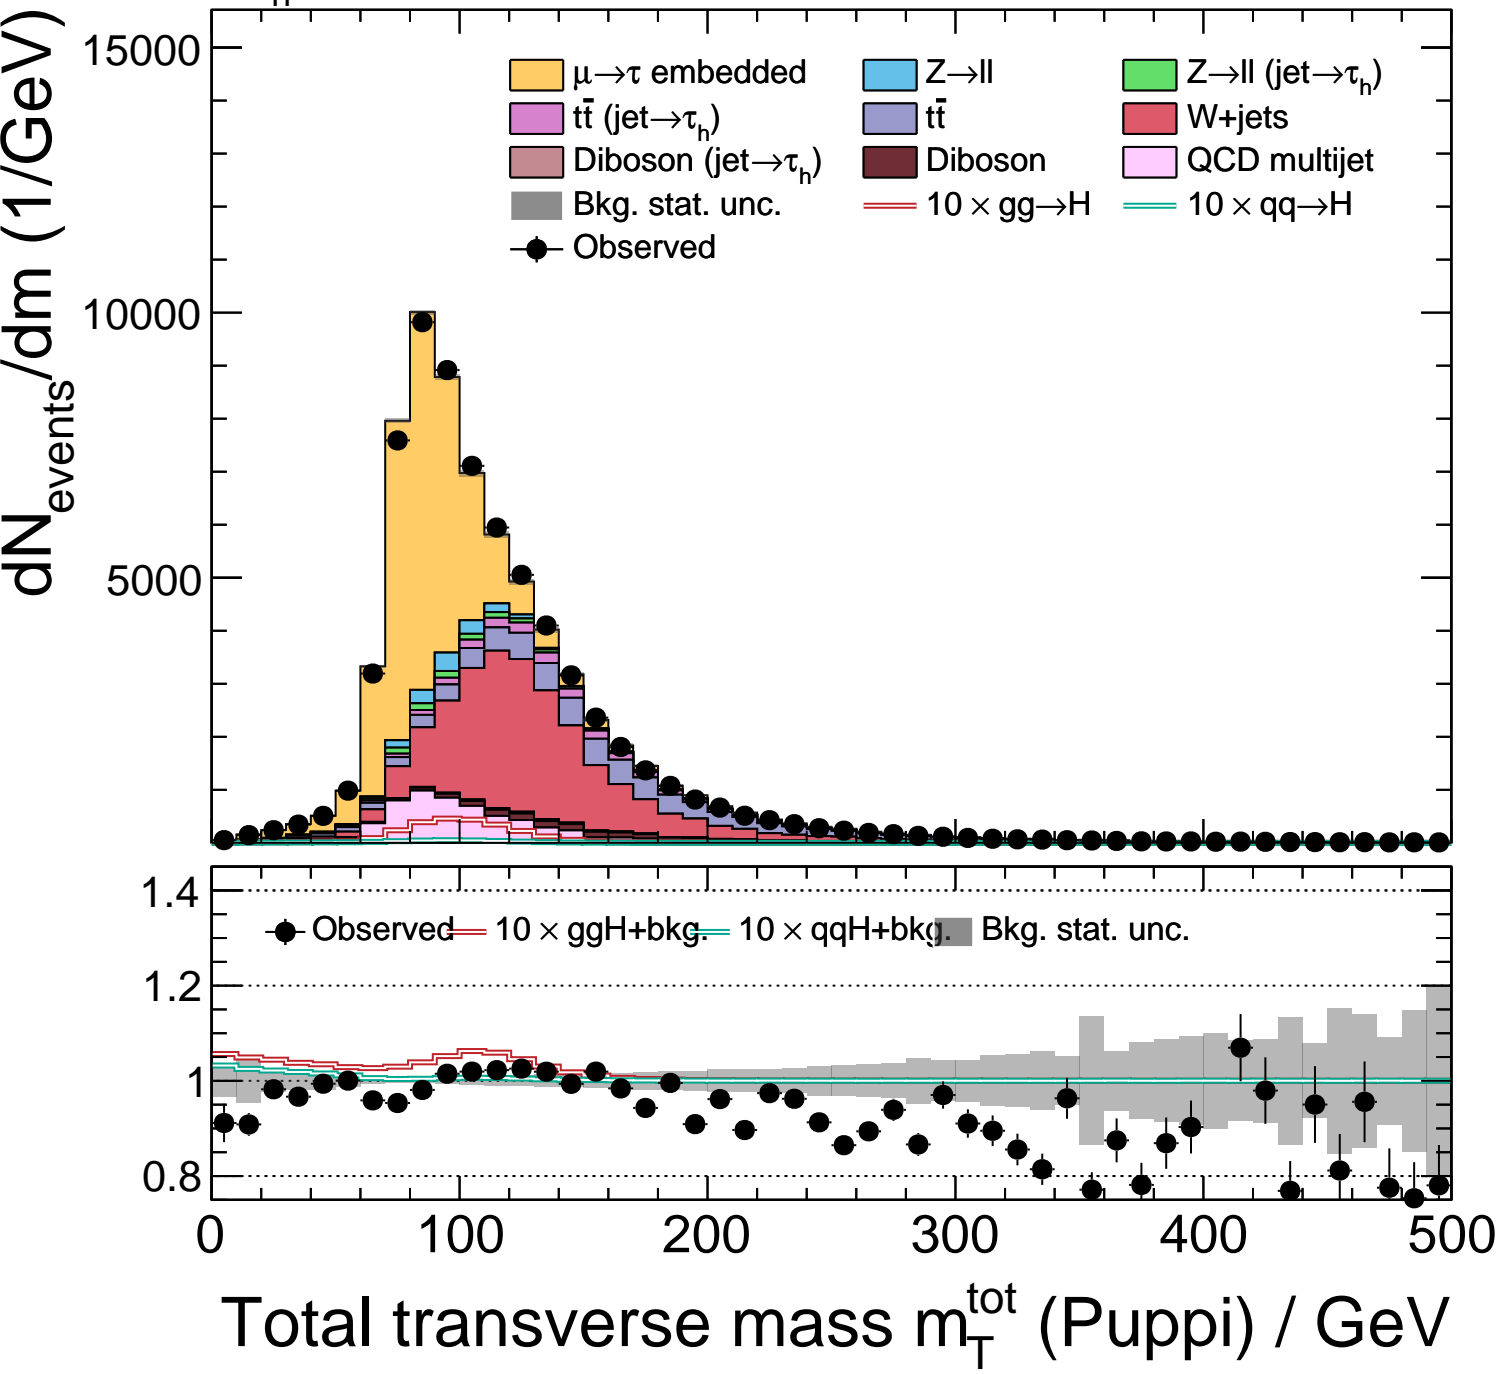 15000
10000
5000
dN_events/dm (1/GeV)
μ→τ embedded Z→ll Z→ll (jet→τ_h)
tt̄ (jet→τ_h) tt̄ W+jets
Diboson (jet→τ_h) Diboson QCD multijet
Bkg. stat. unc. 10 × gg→H 10 × qq→H
Observed
1.4
Observed 10 × ggH+bkg. 10 × qqH+bkg. Bkg. stat. unc.
1.2
1
0.8
0 100 200 300 400 500
Total transverse mass m_T^tot (Puppi) / GeV